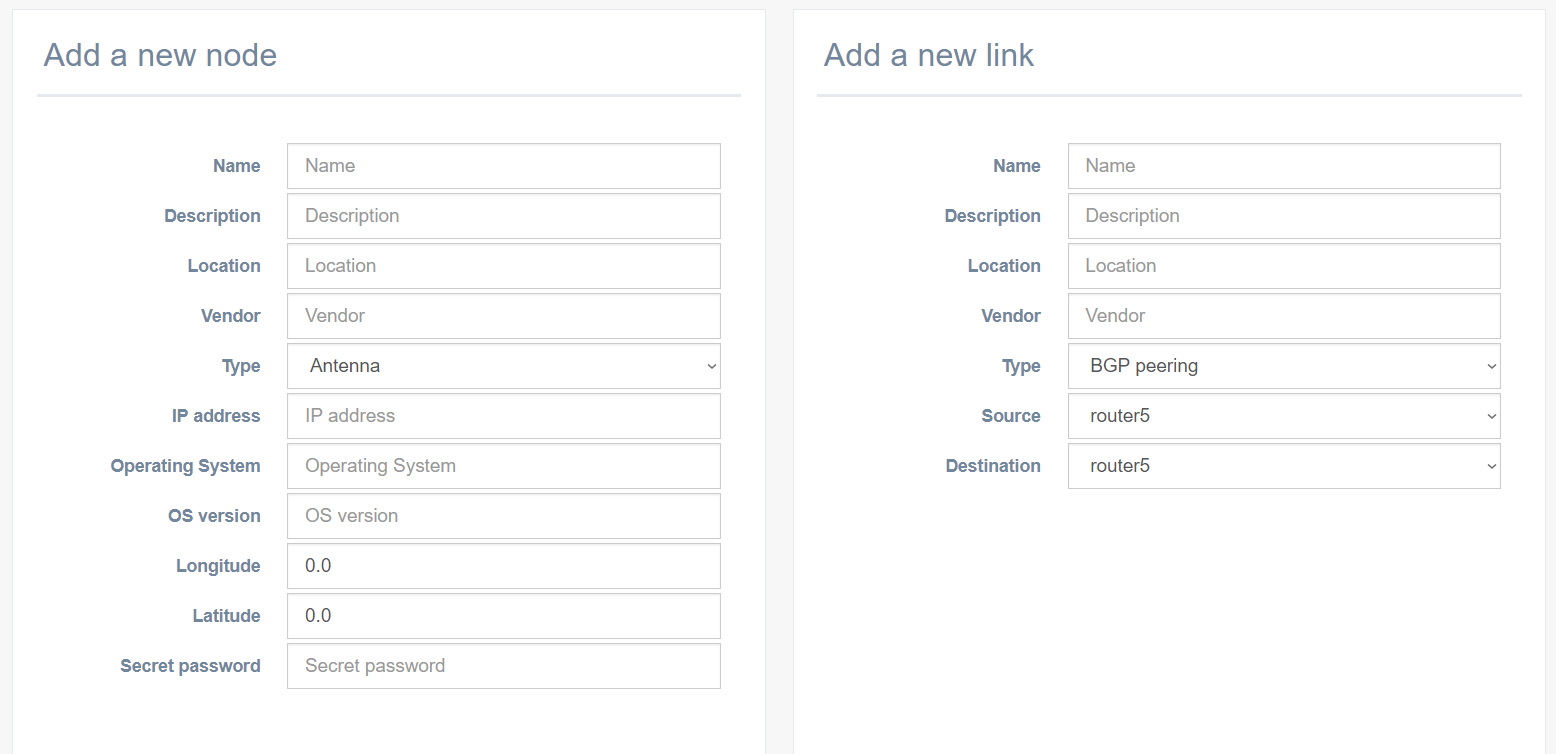 Add a new node
Name Name
Description Description
Location Location
Vendor Vendor
Type Antenna
IP address IP address
Operating System Operating System
OS version OS version
Longitude 0.0
Latitude 0.0
Secret password Secret password
Add a new link
Name Name
Description Description
Location Location
Vendor Vendor
Type BGP peering
Source router5
Destination router5